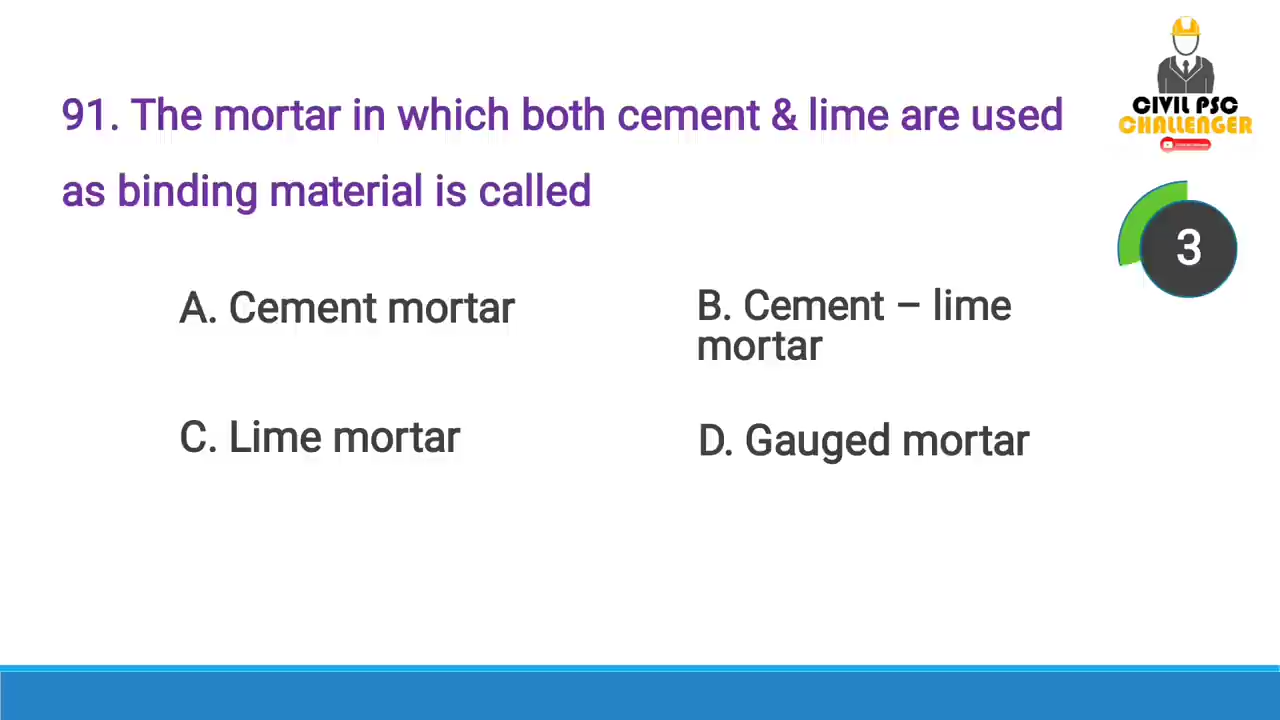 91. The mortar in which both cement & lime are used
as binding material is called
A. Cement mortar
B. Cement – lime
mortar
C. Lime mortar
D. Gauged mortar
CIVIL PSC
CHALLENGER
3